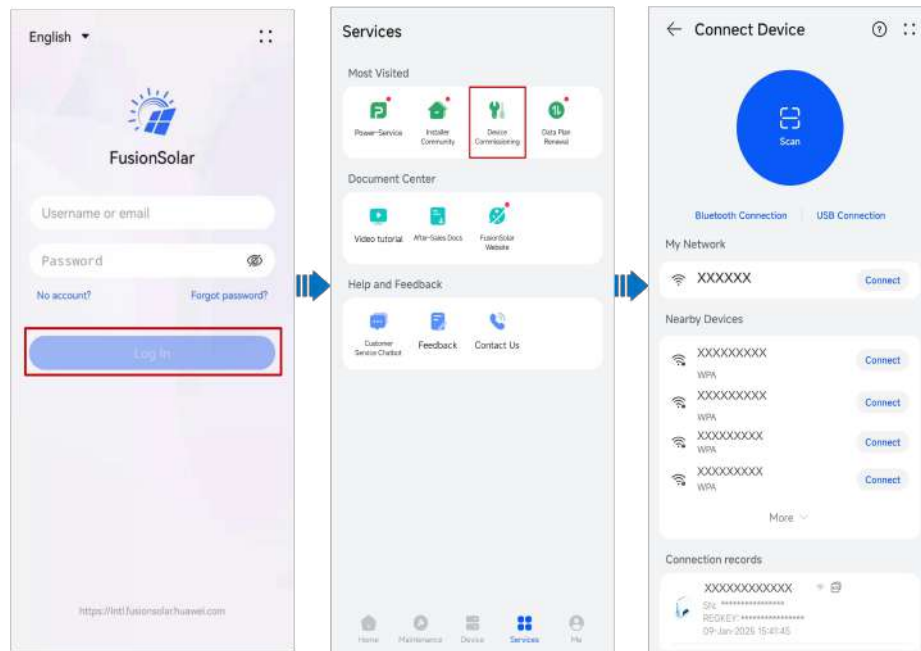 English
FusionSolar
Username or email
Password
No account?
Forgot password?
Log In
https://intl.fusionsolar.huawei.com
Services
Most Visited
Power-Service
Installer Community
Device Commissioning
Data Plan Renewal
Document Center
Video tutorial
After-Sales Docs
FusionSolar Website
Help and Feedback
Customer Service Chatbot
Feedback
Contact Us
Home
Maintenance
Device
Services
Me
Connect Device
Scan
Bluetooth Connection
USB Connection
My Network
XXXXXX
Connect
Nearby Devices
XXXXXXXXX
WPA
Connect
XXXXXXXXX
WPA
Connect
XXXXXXXXX
WPA
Connect
XXXXXXXXX
WPA
Connect
More
Connection records
XXXXXXXXXXXX
SN: ****************
REGKEY: ****************
09-Jan-2025 15:41:45